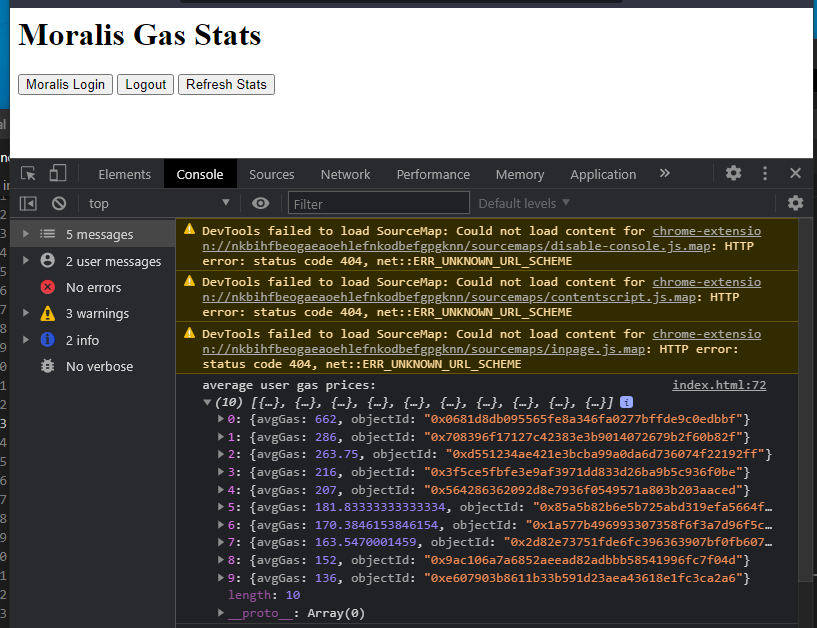 Moralis Gas Stats
Moralis Login Logout Refresh Stats
Elements Console Sources Network Performance Memory Application »
top Filter Default levels
5 messages
2 user messages
No errors
3 warnings
2 info
No verbose
DevTools failed to load SourceMap: Could not load content for chrome-extensio
n://nkbihfbeogaeaoehlefnkodbefgpgknn/sourcemaps/disable-console.js.map: HTTP
error: status code 404, net::ERR_UNKNOWN_URL_SCHEME
DevTools failed to load SourceMap: Could not load content for chrome-extensio
n://nkbihfbeogaeaoehlefnkodbefgpgknn/sourcemaps/contentscript.js.map: HTTP
error: status code 404, net::ERR_UNKNOWN_URL_SCHEME
DevTools failed to load SourceMap: Could not load content for chrome-extensio
n://nkbihfbeogaeaoehlefnkodbefgpgknn/sourcemaps/inpage.js.map: HTTP error:
status code 404, net::ERR_UNKNOWN_URL_SCHEME
average user gas prices: index.html:72
(10) [{…}, {…}, {…}, {…}, {…}, {…}, {…}, {…}, {…}, {…}]
0: {avgGas: 662, objectId: "0x0681d8db095565fe8a346fa0277bffde9c0edbbf"}
1: {avgGas: 286, objectId: "0x708396f17127c42383e3b9014072679b2f60b82f"}
2: {avgGas: 263.75, objectId: "0xd551234ae421e3bcba99a0da6d736074f22192ff"}
3: {avgGas: 216, objectId: "0x3f5ce5fbfe3e9af3971dd833d26ba9b5c936f0be"}
4: {avgGas: 207, objectId: "0x564286362092d8e7936f0549571a803b203aaced"}
5: {avgGas: 181.83333333333334, objectId: "0x85a5b82b6e5b725abd319efa5664f…
6: {avgGas: 170.3846153846154, objectId: "0x1a577b496993307358f6f3a7d96f5c…
7: {avgGas: 163.5470001459, objectId: "0x2d82e73751fde6fc396363907bf0fb607…
8: {avgGas: 152, objectId: "0x9ac106a7a6852aeead82adbbb58541996fc7f04d"}
9: {avgGas: 136, objectId: "0xe607903b8611b33b591d23aea43618e1fc3ca2a6"}
length: 10
__proto__: Array(0)